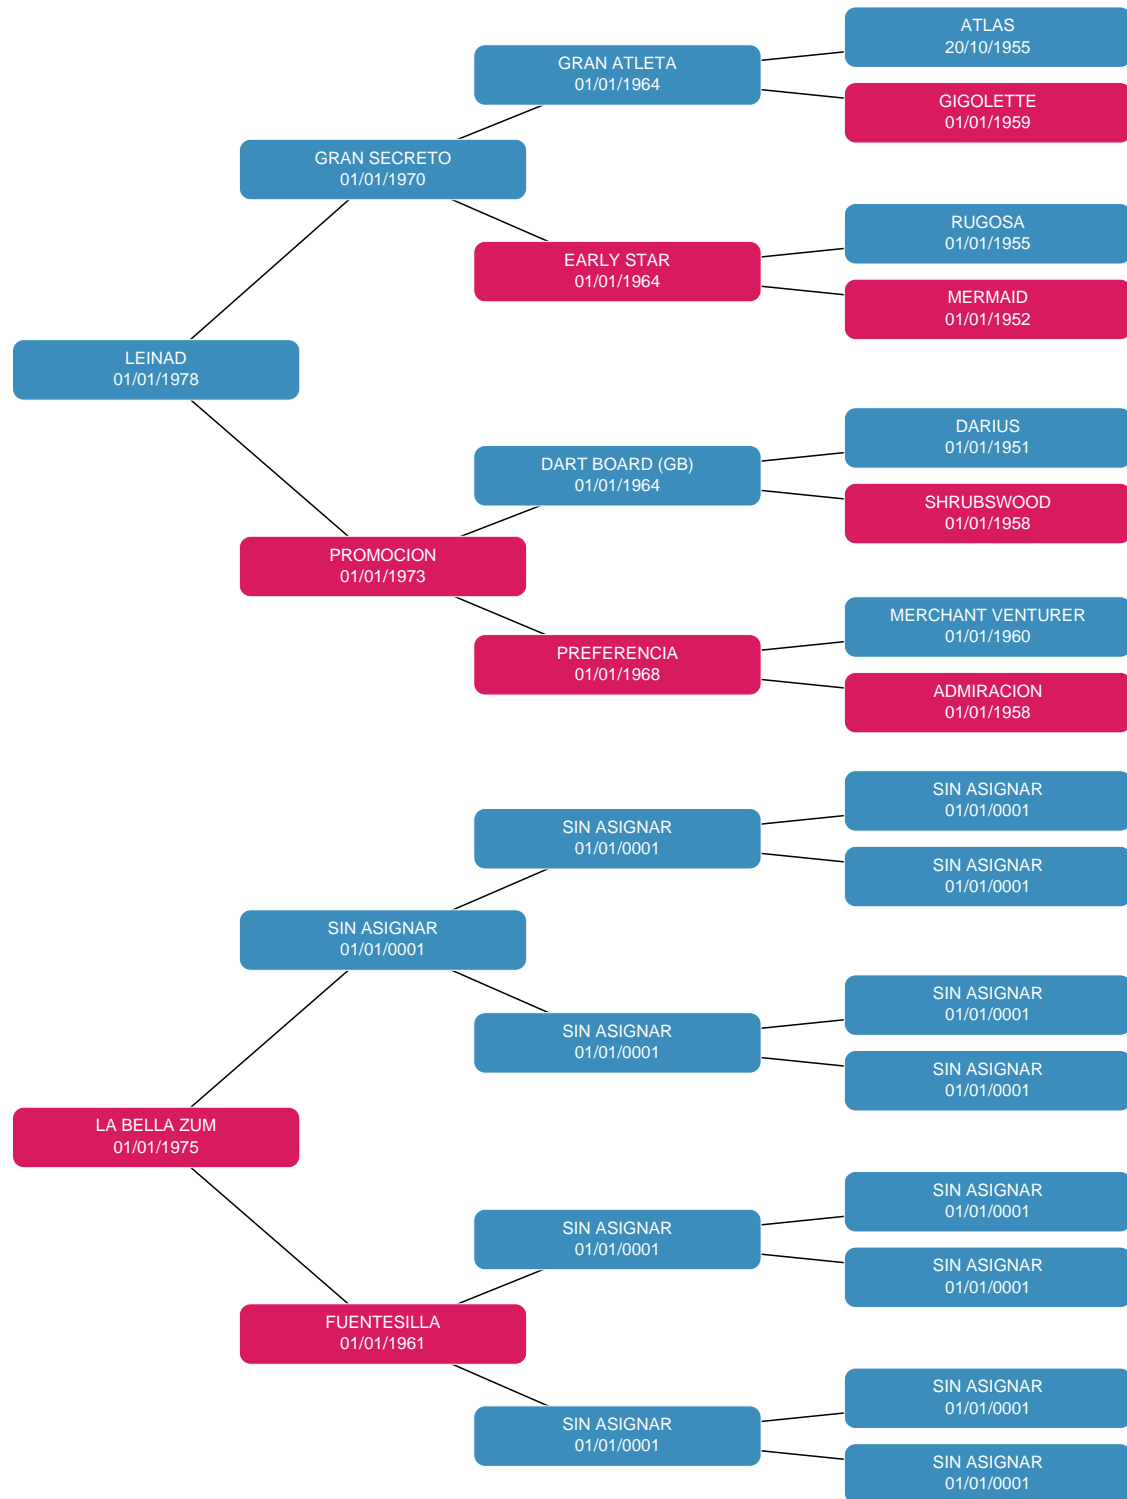 ATLAS
20/10/1955
GRAN ATLETA
01/01/1964
GIGOLETTE
01/01/1959
GRAN SECRETO
01/01/1970
RUGOSA
01/01/1955
EARLY STAR
01/01/1964
MERMAID
01/01/1952
LEINAD
01/01/1978
DARIUS
01/01/1951
DART BOARD (GB)
01/01/1964
SHRUBSWOOD
01/01/1958
PROMOCION
01/01/1973
MERCHANT VENTURER
01/01/1960
PREFERENCIA
01/01/1968
ADMIRACION
01/01/1958
SIN ASIGNAR
01/01/0001
SIN ASIGNAR
01/01/0001
SIN ASIGNAR
01/01/0001
SIN ASIGNAR
01/01/0001
SIN ASIGNAR
01/01/0001
SIN ASIGNAR
01/01/0001
SIN ASIGNAR
01/01/0001
LA BELLA ZUM
01/01/1975
SIN ASIGNAR
01/01/0001
SIN ASIGNAR
01/01/0001
SIN ASIGNAR
01/01/0001
FUENTESILLA
01/01/1961
SIN ASIGNAR
01/01/0001
SIN ASIGNAR
01/01/0001
SIN ASIGNAR
01/01/0001